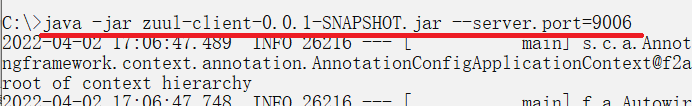 C:\>java -jar zuul-client-0.0.1-SNAPSHOT.jar --server.port=9006
2022-04-02 17:06:47.489  INFO 26216 --- [           main] s.c.a.Annot
ngframework.context.annotation.AnnotationConfigApplicationContext@f2a
root of context hierarchy
2022-04-02 17:06:47.748  INFO 26216 --- [           main] f.a.Autowir